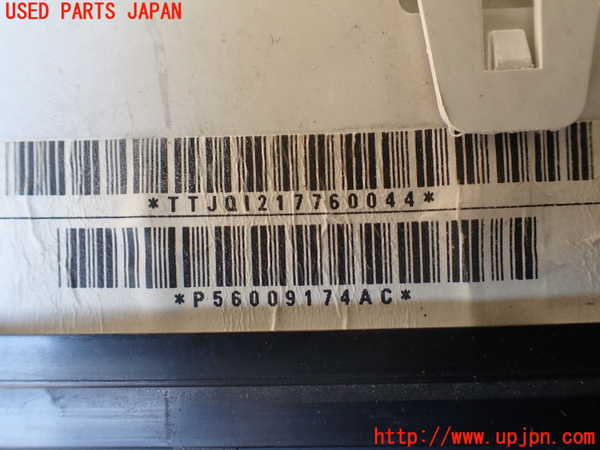 USED PARTS JAPAN
*TTJQI217760044*
*P56009174AC*
http://www.upjpn.com/